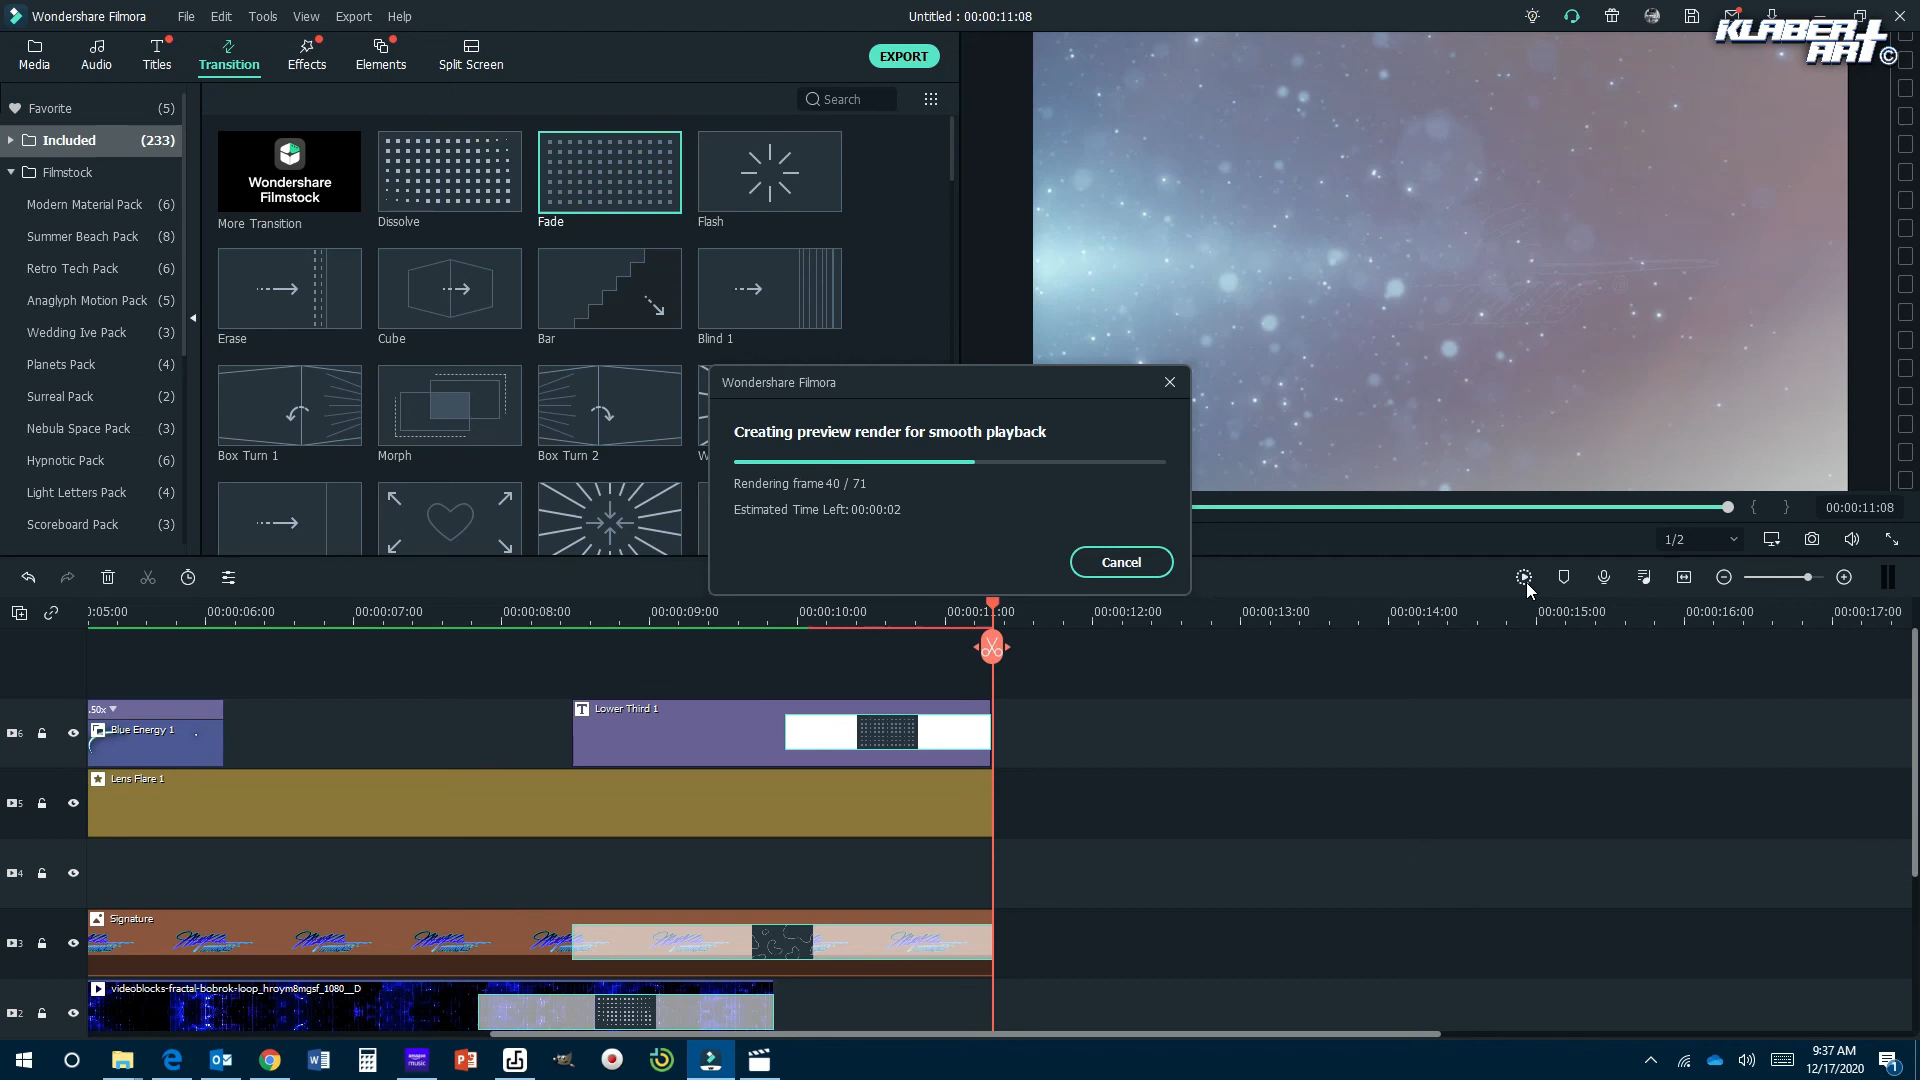 Wondershare Filmora
File
Edit
Tools
View
Export
Help
Untitled : 00:00:11:08
KLABER
ART ©
Media
Audio
Titles
Transition
Effects
Elements
Split Screen
EXPORT
Favorite (5)
Included (233)
Filmstock
Modern Material Pack (6)
Summer Beach Pack (8)
Retro Tech Pack (6)
Anaglyph Motion Pack (5)
Wedding Ive Pack (3)
Planets Pack (4)
Surreal Pack (2)
Nebula Space Pack (3)
Hypnotic Pack (6)
Light Letters Pack (4)
Scoreboard Pack (3)
Search
Wondershare
Filmstock
More Transition
Dissolve
Fade
Flash
Erase
Cube
Bar
Blind 1
Box Turn 1
Morph
Box Turn 2
Wondershare Filmora
Creating preview render for smooth playback
Rendering frame 40 / 71
Estimated Time Left: 00:00:02
Cancel
{ }
00:00:11:08
1/2
):05:00
00:00:06:00
00:00:07:00
00:00:08:00
00:00:09:00
00:00:10:00
00:00:11:00
00:00:12:00
00:00:13:00
00:00:14:00
00:00:15:00
00:00:16:00
00:00:17:00
6
.50x
Blue Energy 1
T Lower Third 1
5
Lens Flare 1
4
3
Signature
2
videoblocks-fractal-bobrok-loop_hroym8mgsf_1080__D
amazon
music
9:37 AM
12/17/2020
1